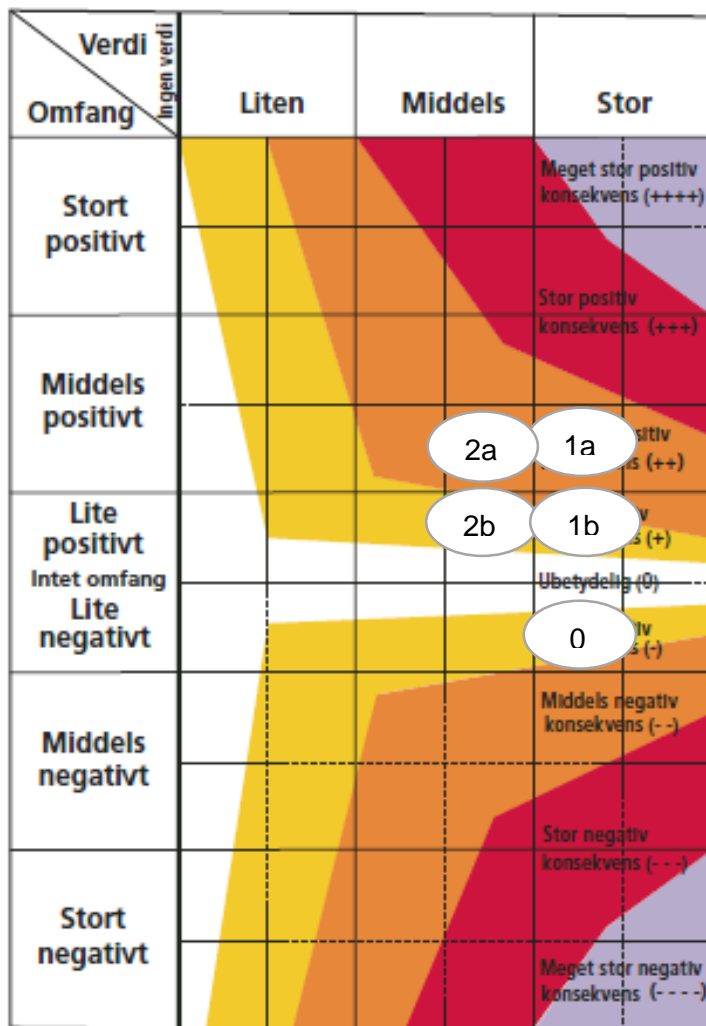 Verdi
Ingen verdi
Omfang
Liten
Middels
Stor
Stort
positivt
Meget stor positiv
konsekvens (++++)
Stor positiv
konsekvens (+++)
Middels
positivt
2a
1a
(++)
Lite
positivt
2b
1b
(+)
Intet omfang
Ubetydelig (0)
Lite
negativt
0
(-)
Middels
negativt
Middels negativ
konsekvens (- -)
Stor negativ
konsekvens (- - -)
Stort
negativt
Meget stor negativ
konsekvens (- - - -)